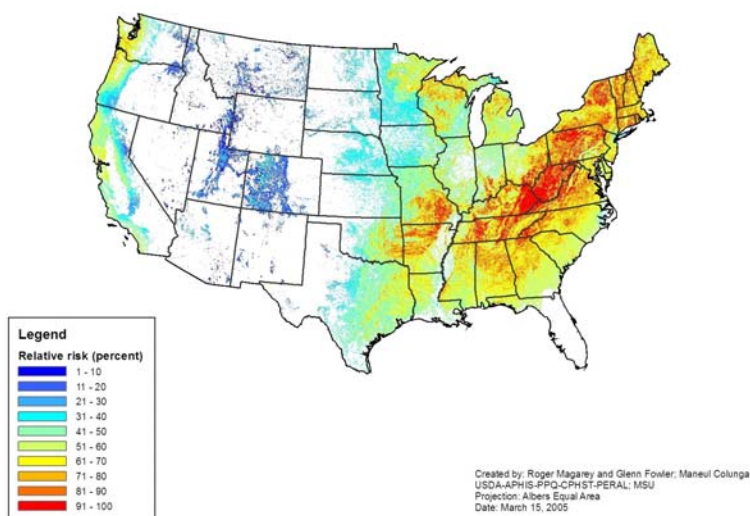 Legend
Relative risk (percent)
1 - 10
11 - 20
21 - 30
31 - 40
41 - 50
51 - 60
61 - 70
71 - 80
81 - 90
91 - 100
Created by: Roger Magarey and Glenn Fowler; Maneul Colunga
USDA-APHIS-PPQ-CPHST-PERAL; MSU
Projection: Albers Equal Area
Date: March 15, 2005